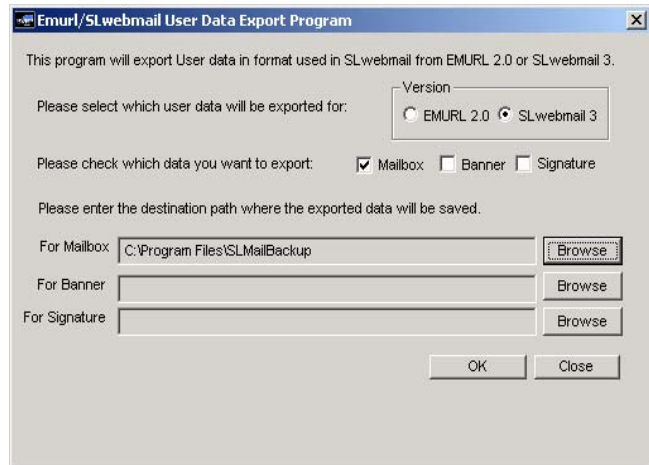 Emurl/SLwebmail User Data Export Program
This program will export User data in format used in SLwebmail from EMURL 2.0 or SLwebmail 3.
Version
Please select which user data will be exported for:
EMURL 2.0 SLwebmail 3
Please check which data you want to export: Mailbox Banner Signature
Please enter the destination path where the exported data will be saved.
For Mailbox C:\Program Files\SLMailBackup Browse
For Banner Browse
For Signature Browse
OK Close